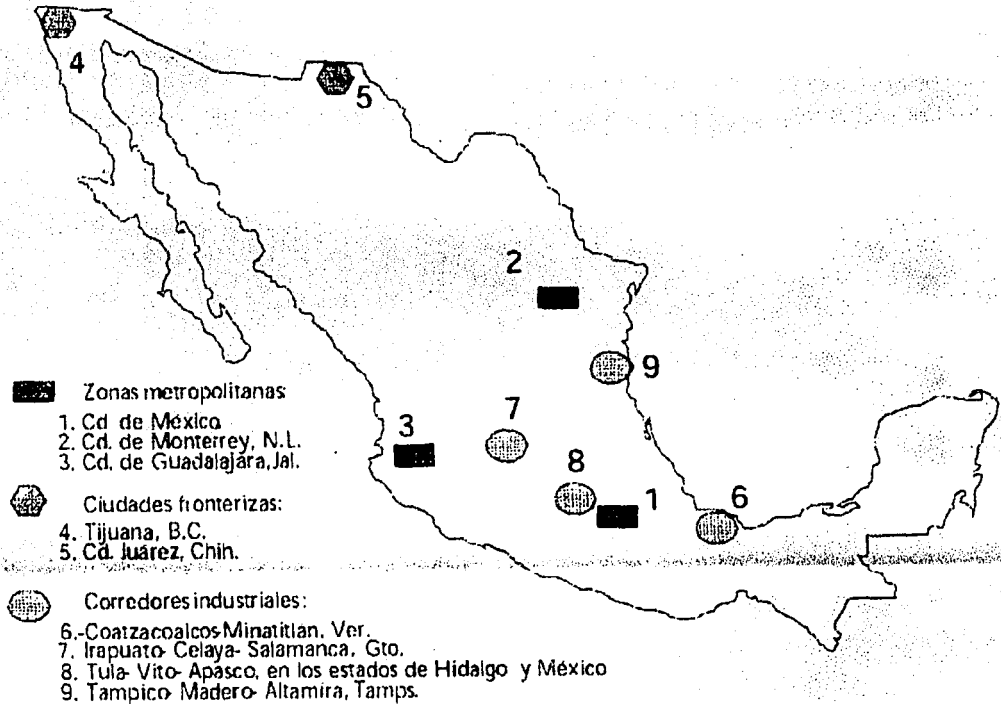 4
5
2
9
7
3
8
1
6
Zonas metropolitanas
1. Cd de México
2. Cd. de Monterrey, N.L.
3. Cd. de Guadalajára, Jal.
Ciudades fronterizas:
4. Tijuana, B.C.
5. Cd. Juárez, Chih.
Corredores industriales:
6.-Coatzacoalcos-Minatitlán, Ver.
7. Irapuato- Celaya- Salamanca, Gto.
8. Tula- Vito- Apasco, en los estados de Hidalgo y México
9. Tampico- Madero- Altamira, Tamps.